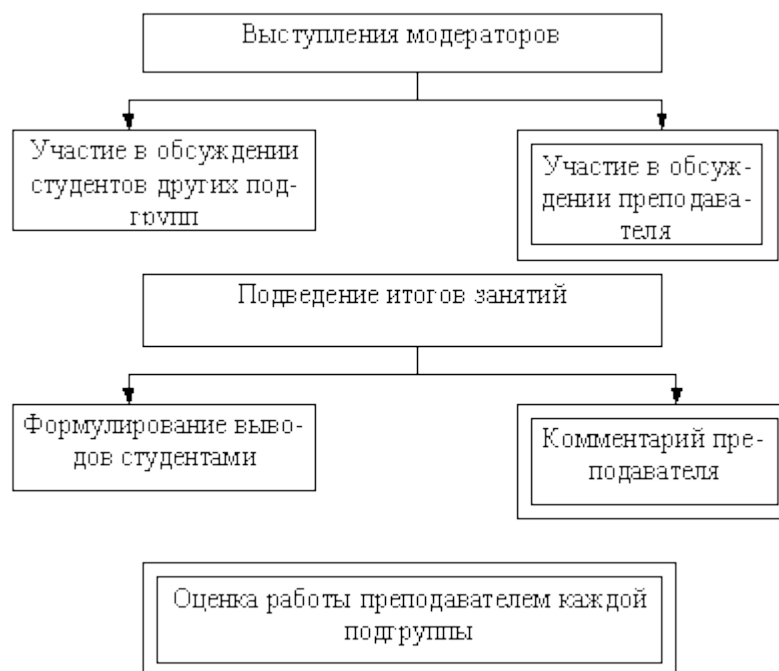 Выступления модераторов
Участие в обсуждении
студентов других под-
групп
Участие в обсуж-
дении преподава-
теля
Подведение итогов занятий
Формулирование выво-
дов студентами
Комментарий пре-
подавателя
Оценка работы преподавателем каждой
подгруппы